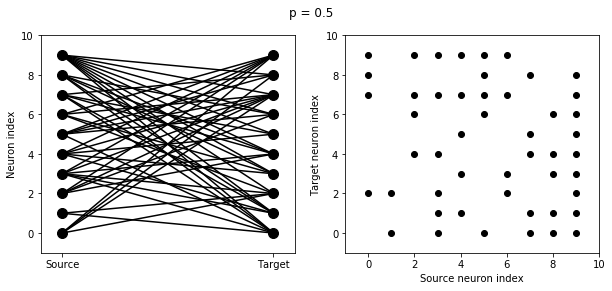 p = 0.5
Neuron index
10
8
6
4
2
0
Source Target
Target neuron index
10
8
6
4
2
0
0 2 4 6 8 10
Source neuron index